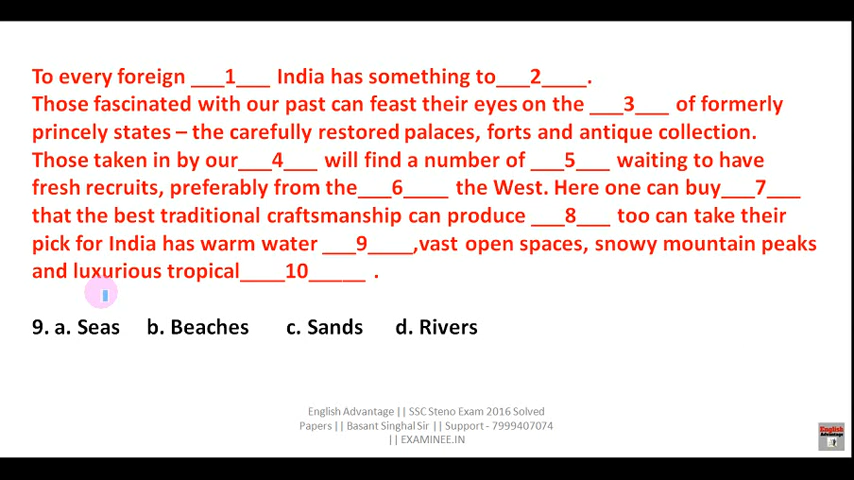 To every foreign ___1___ India has something to___2____.
Those fascinated with our past can feast their eyes on the ___3___ of formerly
princely states – the carefully restored palaces, forts and antique collection.
Those taken in by our___4___ will find a number of ___5___ waiting to have
fresh recruits, preferably from the___6____ the West. Here one can buy___7___
that the best traditional craftsmanship can produce ___8___ too can take their
pick for India has warm water ___9____,vast open spaces, snowy mountain peaks
and luxurious tropical____10_____ .
9. a. Seas b. Beaches c. Sands d. Rivers
English Advantage || SSC Steno Exam 2016 Solved
Papers || Basant Singhal Sir || Support - 7999407074
|| EXAMINEE.IN
English
Advantage